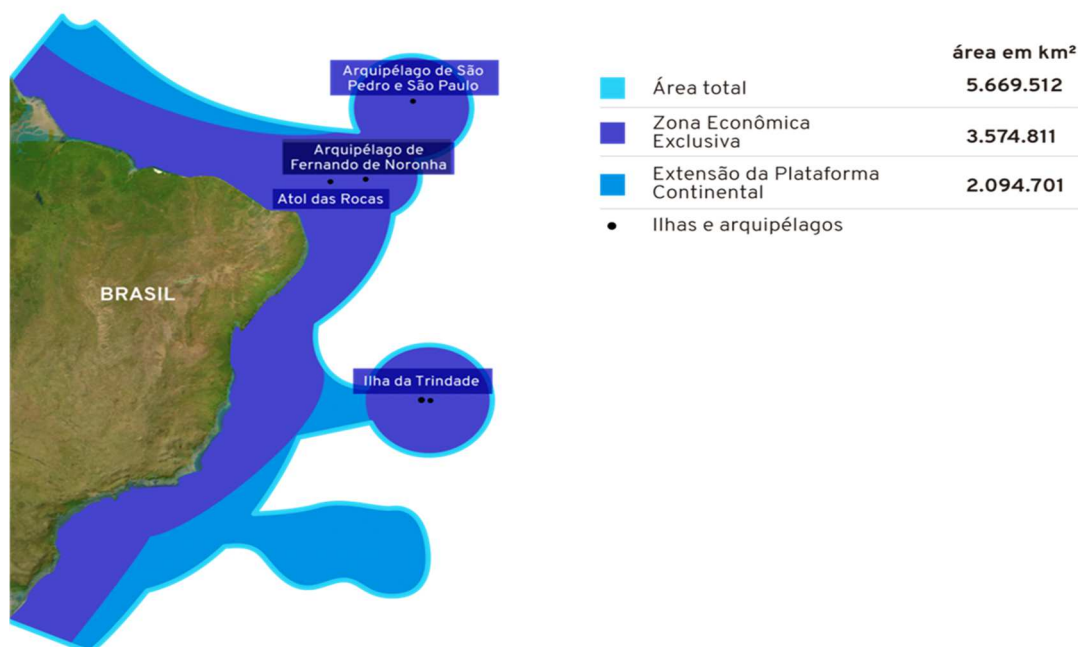 Arquipélago de São
Pedro e São Paulo
Arquipélago de
Fernando de Noronha
Atol das Rocas
BRASIL
Ilha da Trindade
área em km²
Área total 5.669.512
Zona Econômica
Exclusiva 3.574.811
Extensão da Plataforma
Continental 2.094.701
Ilhas e arquipélagos